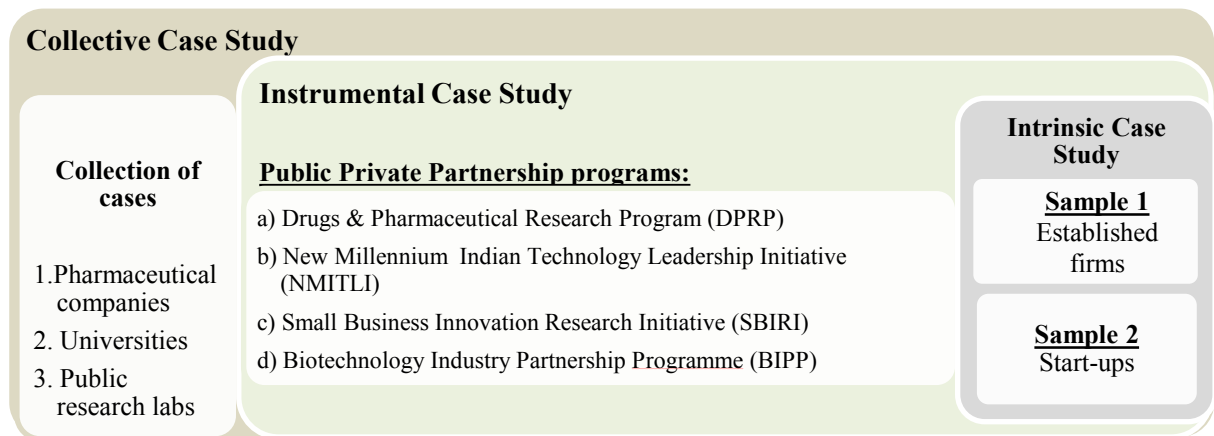 Collective Case Study
Collection of
cases
1.Pharmaceutical
companies
2. Universities
3. Public
research labs
Instrumental Case Study
Public Private Partnership programs:
a) Drugs & Pharmaceutical Research Program (DPRP)
b) New Millennium Indian Technology Leadership Initiative
(NMITLI)
c) Small Business Innovation Research Initiative (SBIRI)
d) Biotechnology Industry Partnership Programme (BIPP)
Intrinsic Case
Study
Sample 1
Established
firms
Sample 2
Start-ups